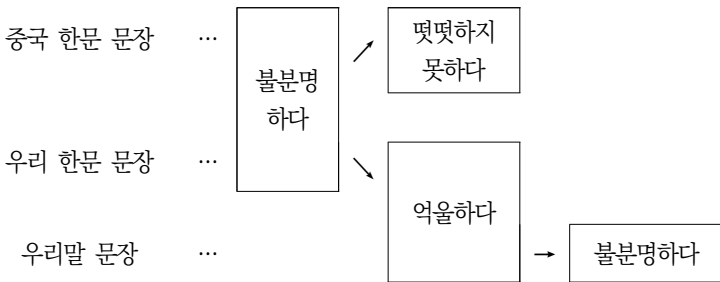 중국 한문 문장 …
불분명
하다
떳떳하지
못하다
우리 한문 문장 …
억울하다
우리말 문장 …
불분명하다